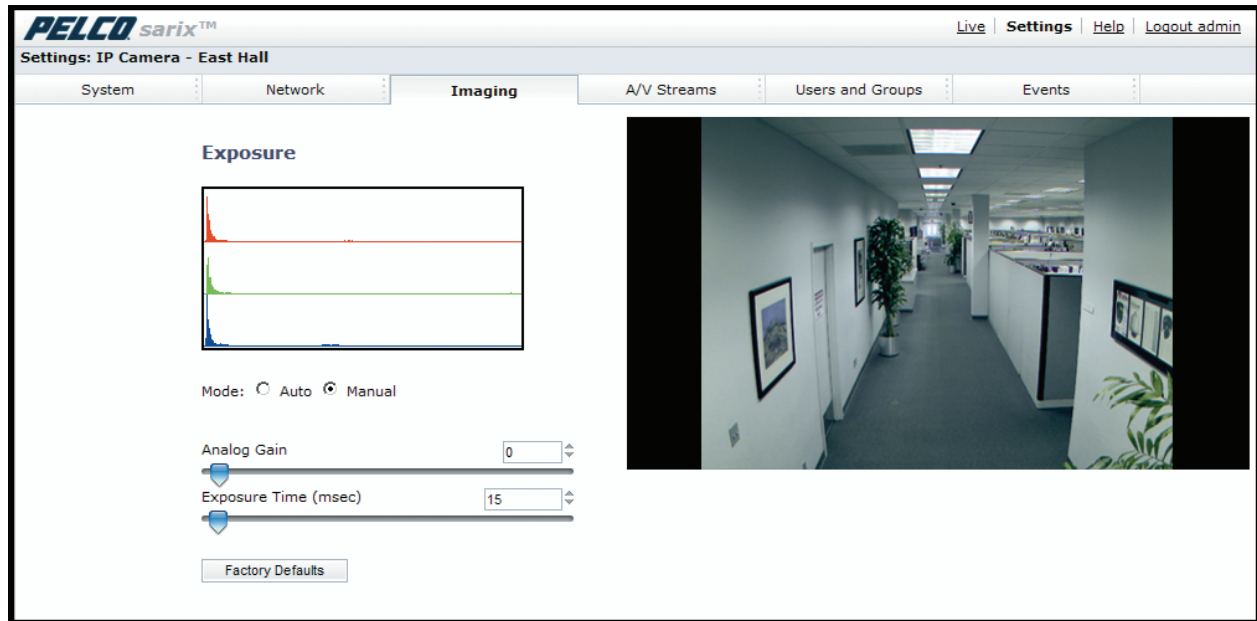 PELCO sarix™
Live | Settings | Help | Logout admin
Settings: IP Camera - East Hall
System Network Imaging A/V Streams Users and Groups Events
Exposure
Mode: Auto Manual
Analog Gain 0
Exposure Time (msec) 15
Factory Defaults